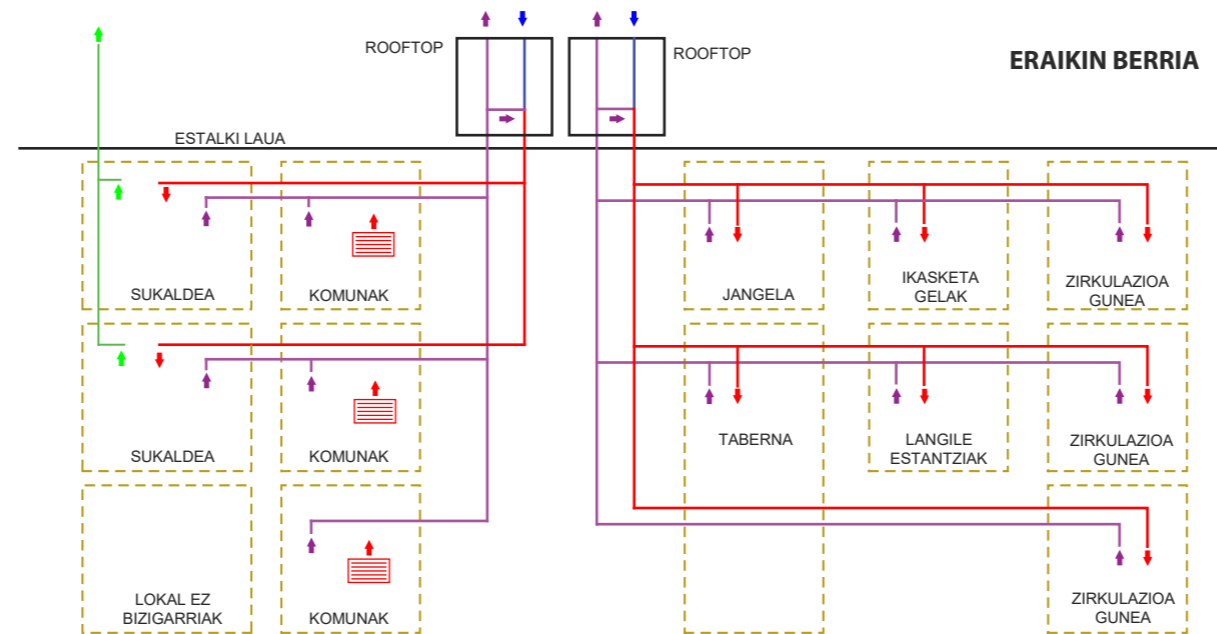 ROOFTOP
ROOFTOP
ERAIKIN BERRIA
ESTALKI LAUA
SUKALDEA
KOMUNAK
JANGELA
IKASKETA
GELAK
ZIRKULAZIOA
GUNEA
SUKALDEA
KOMUNAK
TABERNA
LANGILE
ESTANTZIAK
ZIRKULAZIOA
GUNEA
LOKAL EZ
BIZIGARRIAK
KOMUNAK
ZIRKULAZIOA
GUNEA